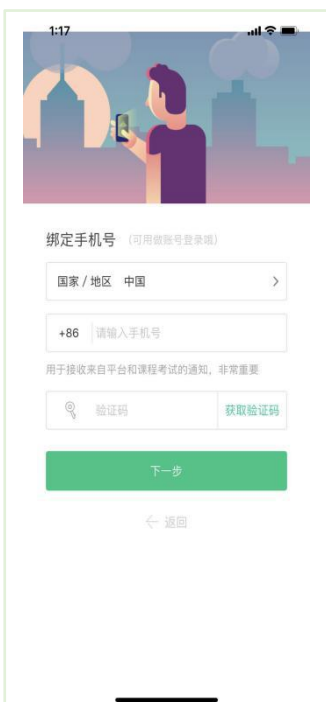 1:17
绑定手机号 (可用做账号登录哦)
国家 / 地区 中国
+86 请输入手机号
用于接收来自平台和课程考试的通知，非常重要
验证码 获取验证码
下一步
← 返回